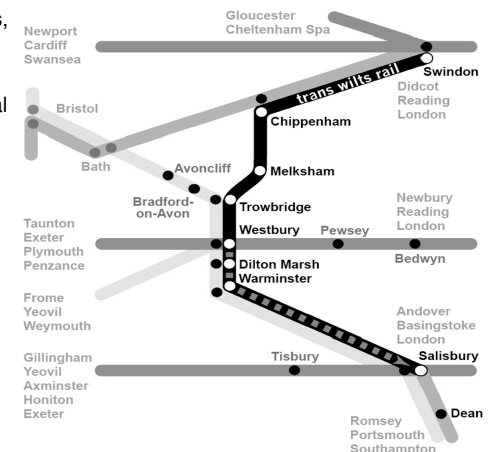 s,
al
Gloucester
Cheltenham Spa
Newport
Cardiff
Swansea
trans wilts rail
Swindon
Didcot
Reading
London
Bristol
Chippenham
Bath
Avoncliff
Melksham
Bradford-
on-Avon
Trowbridge
Newbury
Reading
London
Taunton
Exeter
Plymouth
Penzance
Westbury
Pewsey
Bedwyn
Dilton Marsh
Warminster
Frome
Yeovil
Weymouth
Andover
Basingstoke
London
Gillingham
Yeovil
Axminster
Honiton
Exeter
Tisbury
Salisbury
Dean
Romsey
Portsmouth
Southampton